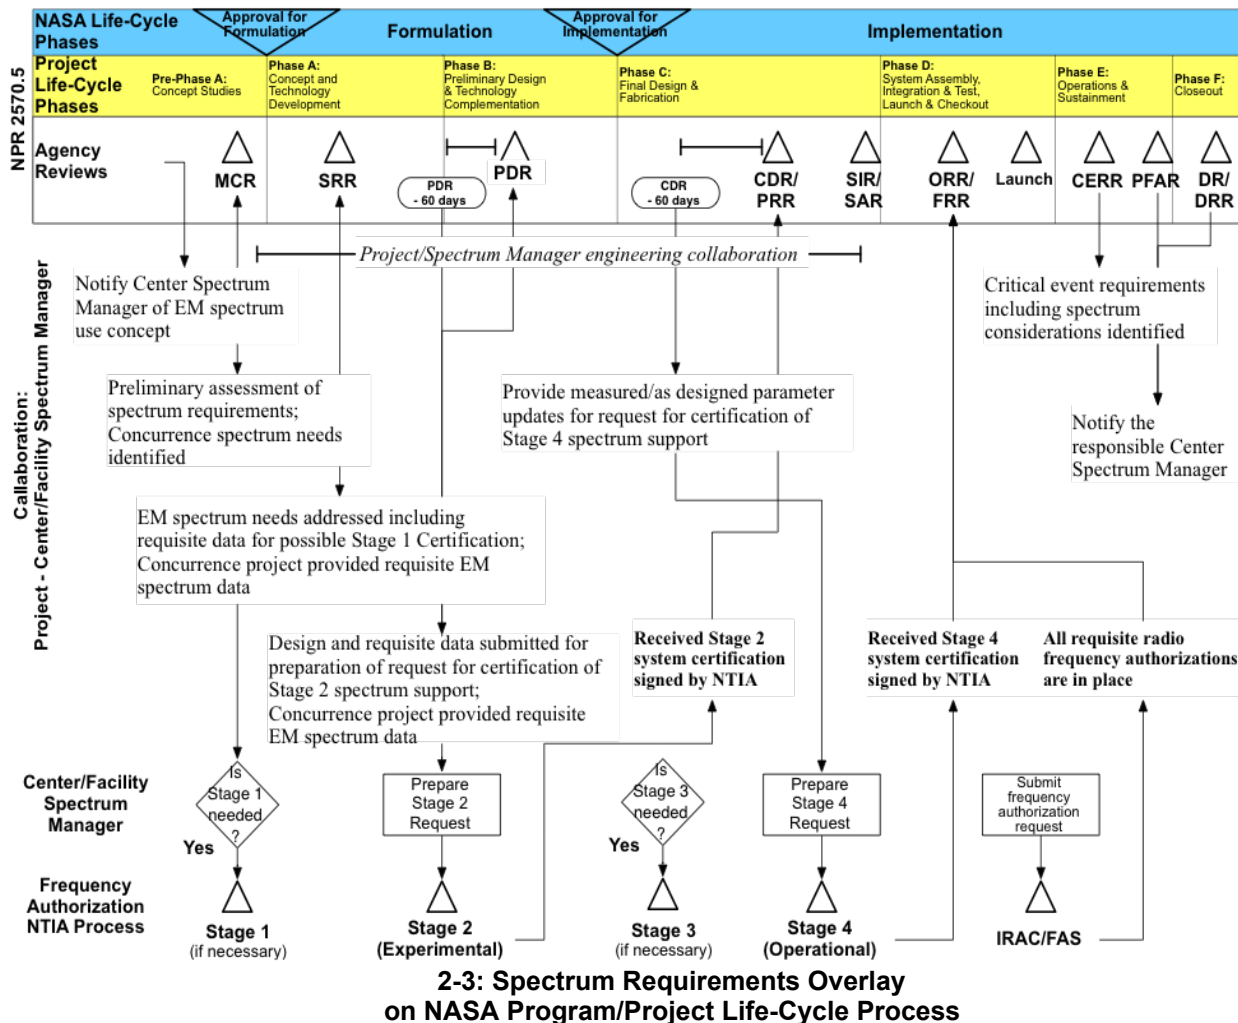 NPR 2570.5
NASA Life-Cycle
Phases
Approval for
Formulation
Formulation
Approval for
Implementation
Implementation
Project
Life-Cycle
Phases
Pre-Phase A:
Concept Studies
Phase A:
Concept and
Technology
Development
Phase B:
Preliminary Design
& Technology
Complementation
Phase C:
Final Design &
Fabrication
Phase D:
System Assembly,
Integration & Test,
Launch & Checkout
Phase E:
Operations &
Sustainment
Phase F:
Closeout
Agency
Reviews
MCR
SRR
PDR
- 60 days
PDR
CDR
- 60 days
CDR/
PRR
SIR/
SAR
ORR/
FRR
Launch
CERR
PFAR
DR/
DRR
Callaboration:
Project - Center/Facility Spectrum Manager
Project/Spectrum Manager engineering collaboration
Notify Center Spectrum
Manager of EM spectrum
use concept
Critical event requirements
including spectrum
considerations identified
Preliminary assessment of
spectrum requirements;
Concurrence spectrum needs
identified
Provide measured/as designed parameter
updates for request for certification of
Stage 4 spectrum support
Notify the
responsible Center
Spectrum Manager
EM spectrum needs addressed including
requisite data for possible Stage 1 Certification;
Concurrence project provided requisite EM
spectrum data
Design and requisite data submitted for
preparation of request for certification of
Stage 2 spectrum support;
Concurrence project provided requisite
EM spectrum data
Received Stage 2
system certification
signed by NTIA
Received Stage 4
system certification
signed by NTIA
All requisite radio
frequency authorizations
are in place
Center/Facility
Spectrum
Manager
Is
Stage 1
needed
?
Yes
Prepare
Stage 2
Request
Is
Stage 3
needed
?
Yes
Prepare
Stage 4
Request
Submit
frequency
authorization
request
Frequency
Authorization
NTIA Process
Stage 1
(if necessary)
Stage 2
(Experimental)
Stage 3
(if necessary)
Stage 4
(Operational)
IRAC/FAS
2-3: Spectrum Requirements Overlay
on NASA Program/Project Life-Cycle Process